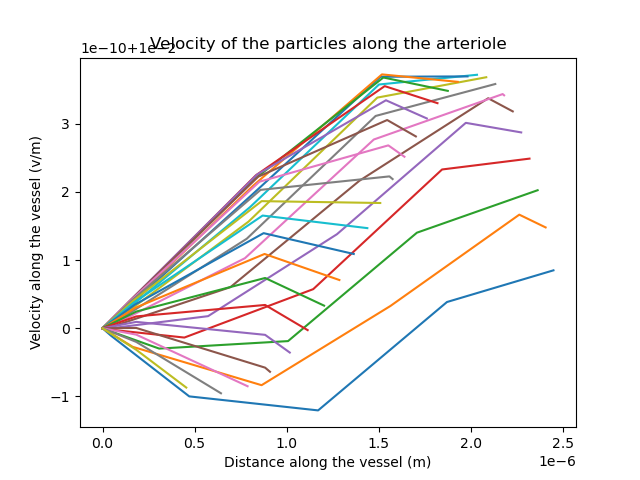 Velocity of the particles along the arteriole
1e−10+1e−2
Velocity along the vessel (v/m)
3
2
1
0
−1
0.0 0.5 1.0 1.5 2.0 2.5
Distance along the vessel (m)
1e−6